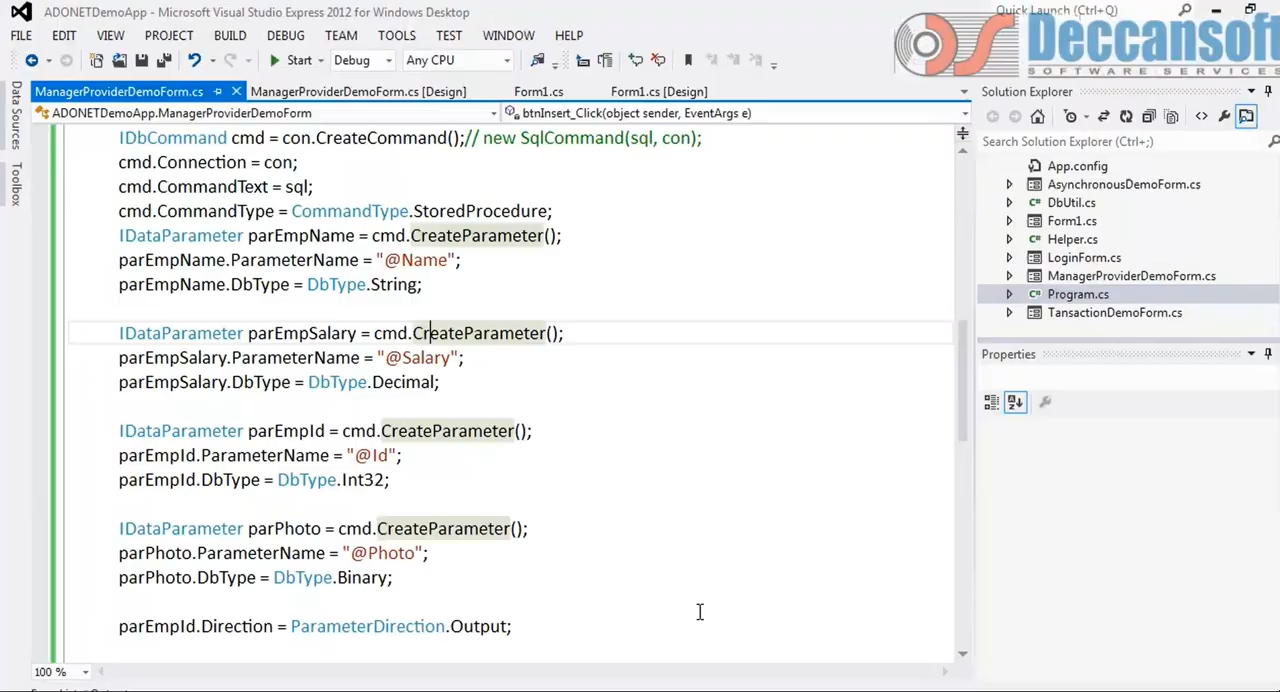 ADONETDemoApp - Microsoft Visual Studio Express 2012 for Windows Desktop
Quick Launch (Ctrl+Q)
FILE EDIT VIEW PROJECT BUILD DEBUG TEAM TOOLS TEST WINDOW HELP
Deccansoft
SOFTWARE SERVICES
Start Debug Any CPU
ManagerProviderDemoForm.cs ManagerProviderDemoForm.cs [Design] Form1.cs Form1.cs [Design]
ADONETDemoApp.ManagerProviderDemoForm btnInsert_Click(object sender, EventArgs e)
Data Sources
Toolbox
IDbCommand cmd = con.CreateCommand();// new SqlCommand(sql, con);
cmd.Connection = con;
cmd.CommandText = sql;
cmd.CommandType = CommandType.StoredProcedure;
IDataParameter parEmpName = cmd.CreateParameter();
parEmpName.ParameterName = "@Name";
parEmpName.DbType = DbType.String;
IDataParameter parEmpSalary = cmd.CreateParameter();
parEmpSalary.ParameterName = "@Salary";
parEmpSalary.DbType = DbType.Decimal;
IDataParameter parEmpId = cmd.CreateParameter();
parEmpId.ParameterName = "@Id";
parEmpId.DbType = DbType.Int32;
IDataParameter parPhoto = cmd.CreateParameter();
parPhoto.ParameterName = "@Photo";
parPhoto.DbType = DbType.Binary;
parEmpId.Direction = ParameterDirection.Output;
100 %
Solution Explorer
Search Solution Explorer (Ctrl+;)
App.config
AsynchronousDemoForm.cs
DbUtil.cs
Form1.cs
Helper.cs
LoginForm.cs
ManagerProviderDemoForm.cs
Program.cs
TansactionDemoForm.cs
Properties